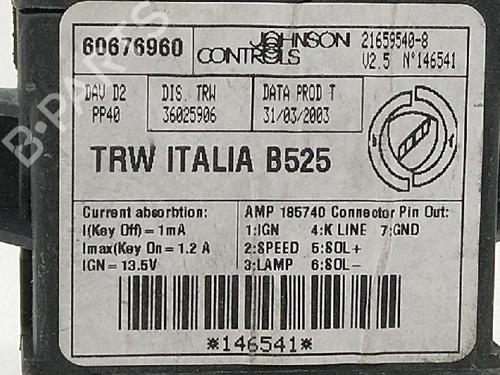 60676960 JOHNSON CONTROLS 21659540-8
V2.5 N°146541
DAV D2 DIS. TRW DATA PROD T
PP40 36025906 31/03/2003
TRW ITALIA B525
Current absorbtion: AMP 185740 Connector Pin Out:
I(Key Off) = 1mA 1:IGN 4:K LINE 7:GND
Imax(Key On = 1.2 A 2:SPEED 5:SOL+
IGN = 13.5V 3:LAMP 6:SOL-
*146541*
B-PARTS